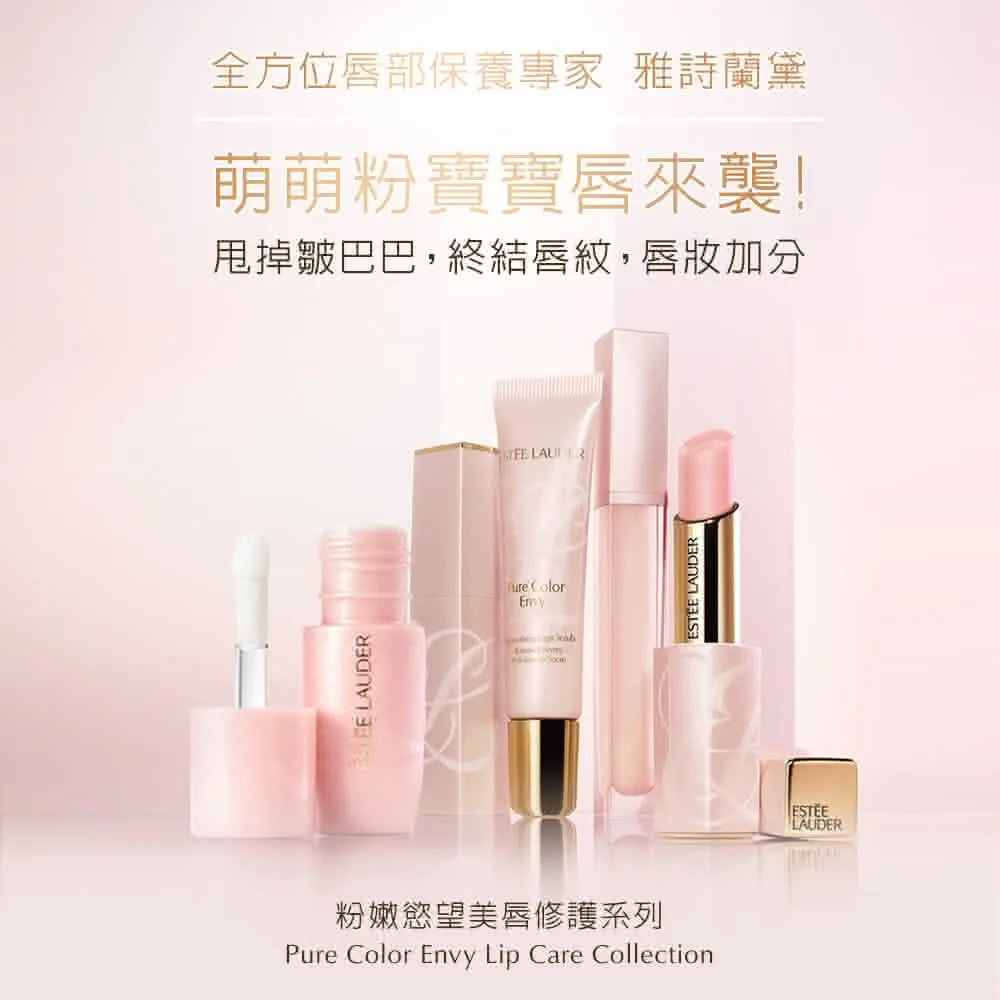 全方位唇部保養專家 雅詩蘭黛
萌萌粉寶寶唇來襲!
甩掉皺巴巴,終結唇紋,唇妝加分
ESTĒE LAUDER
Pure Color
Envy
ESTĒE LAUDER
ESTĒE LAUDER
ESTĒE
LAUDER
粉嫩慾望美唇修護系列
Pure Color Envy Lip Care Collection